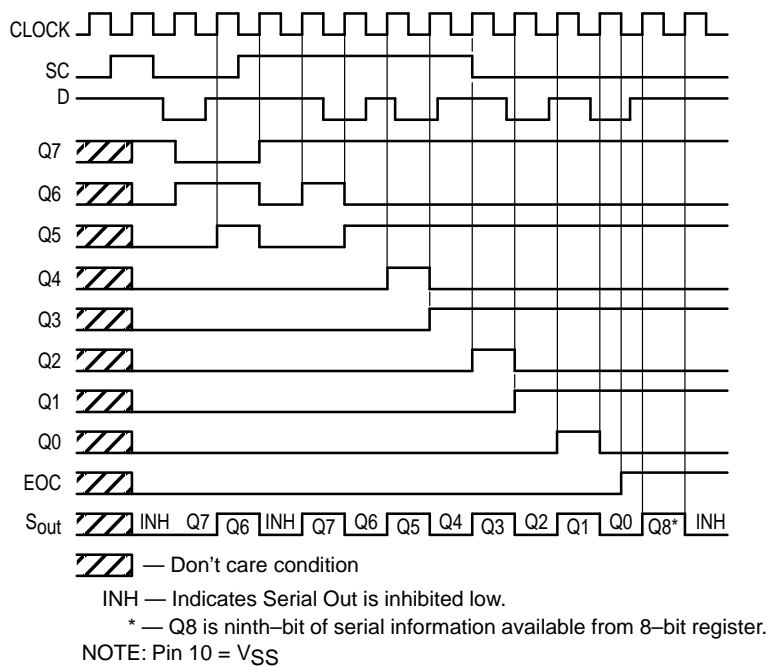 CLOCK
SC
D
Q7
Q6
Q5
Q4
Q3
Q2
Q1
Q0
EOC
Sout INH Q7 Q6 INH Q7 Q6 Q5 Q4 Q3 Q2 Q1 Q0 Q8* INH
— Don't care condition
INH — Indicates Serial Out is inhibited low.
* — Q8 is ninth–bit of serial information available from 8–bit register.
NOTE: Pin 10 = VSS